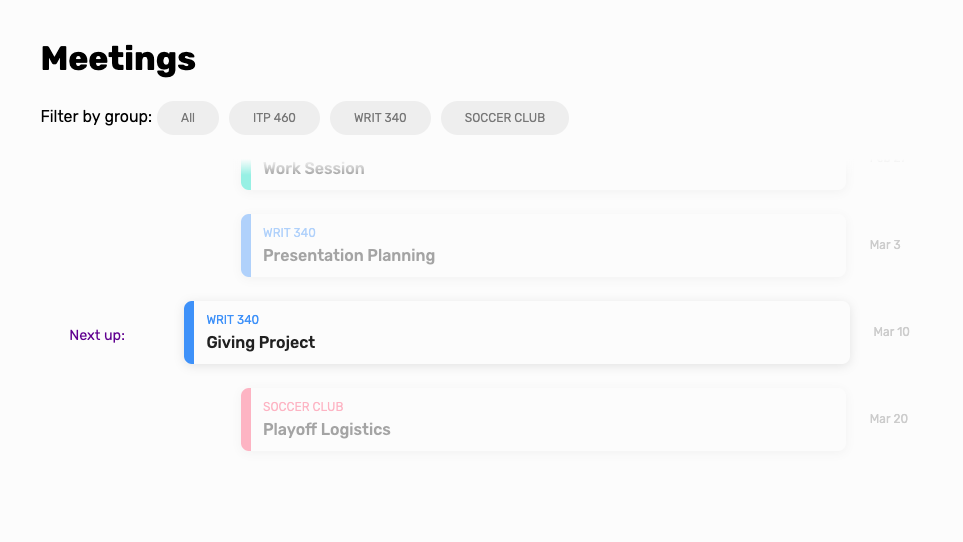 Meetings
Filter by group: All ITP 460 WRIT 340 SOCCER CLUB
Work Session
WRIT 340
Presentation Planning
Mar 3
Next up:
WRIT 340
Giving Project
Mar 10
SOCCER CLUB
Playoff Logistics
Mar 20